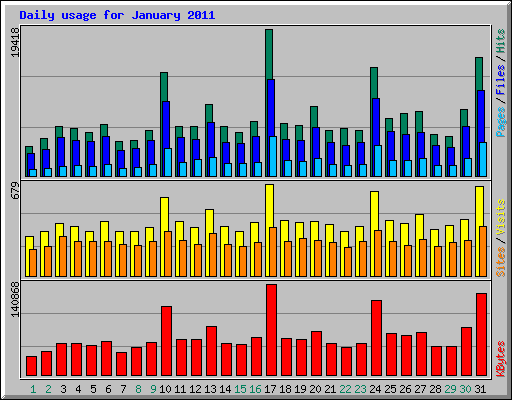 Daily usage for January 2011
19418
Pages / Files / Hits
679
Sites / Visits
140868
KBytes
1 2 3 4 5 6 7 8 9 10 11 12 13 14 15 16 17 18 19 20 21 22 23 24 25 26 27 28 29 30 31